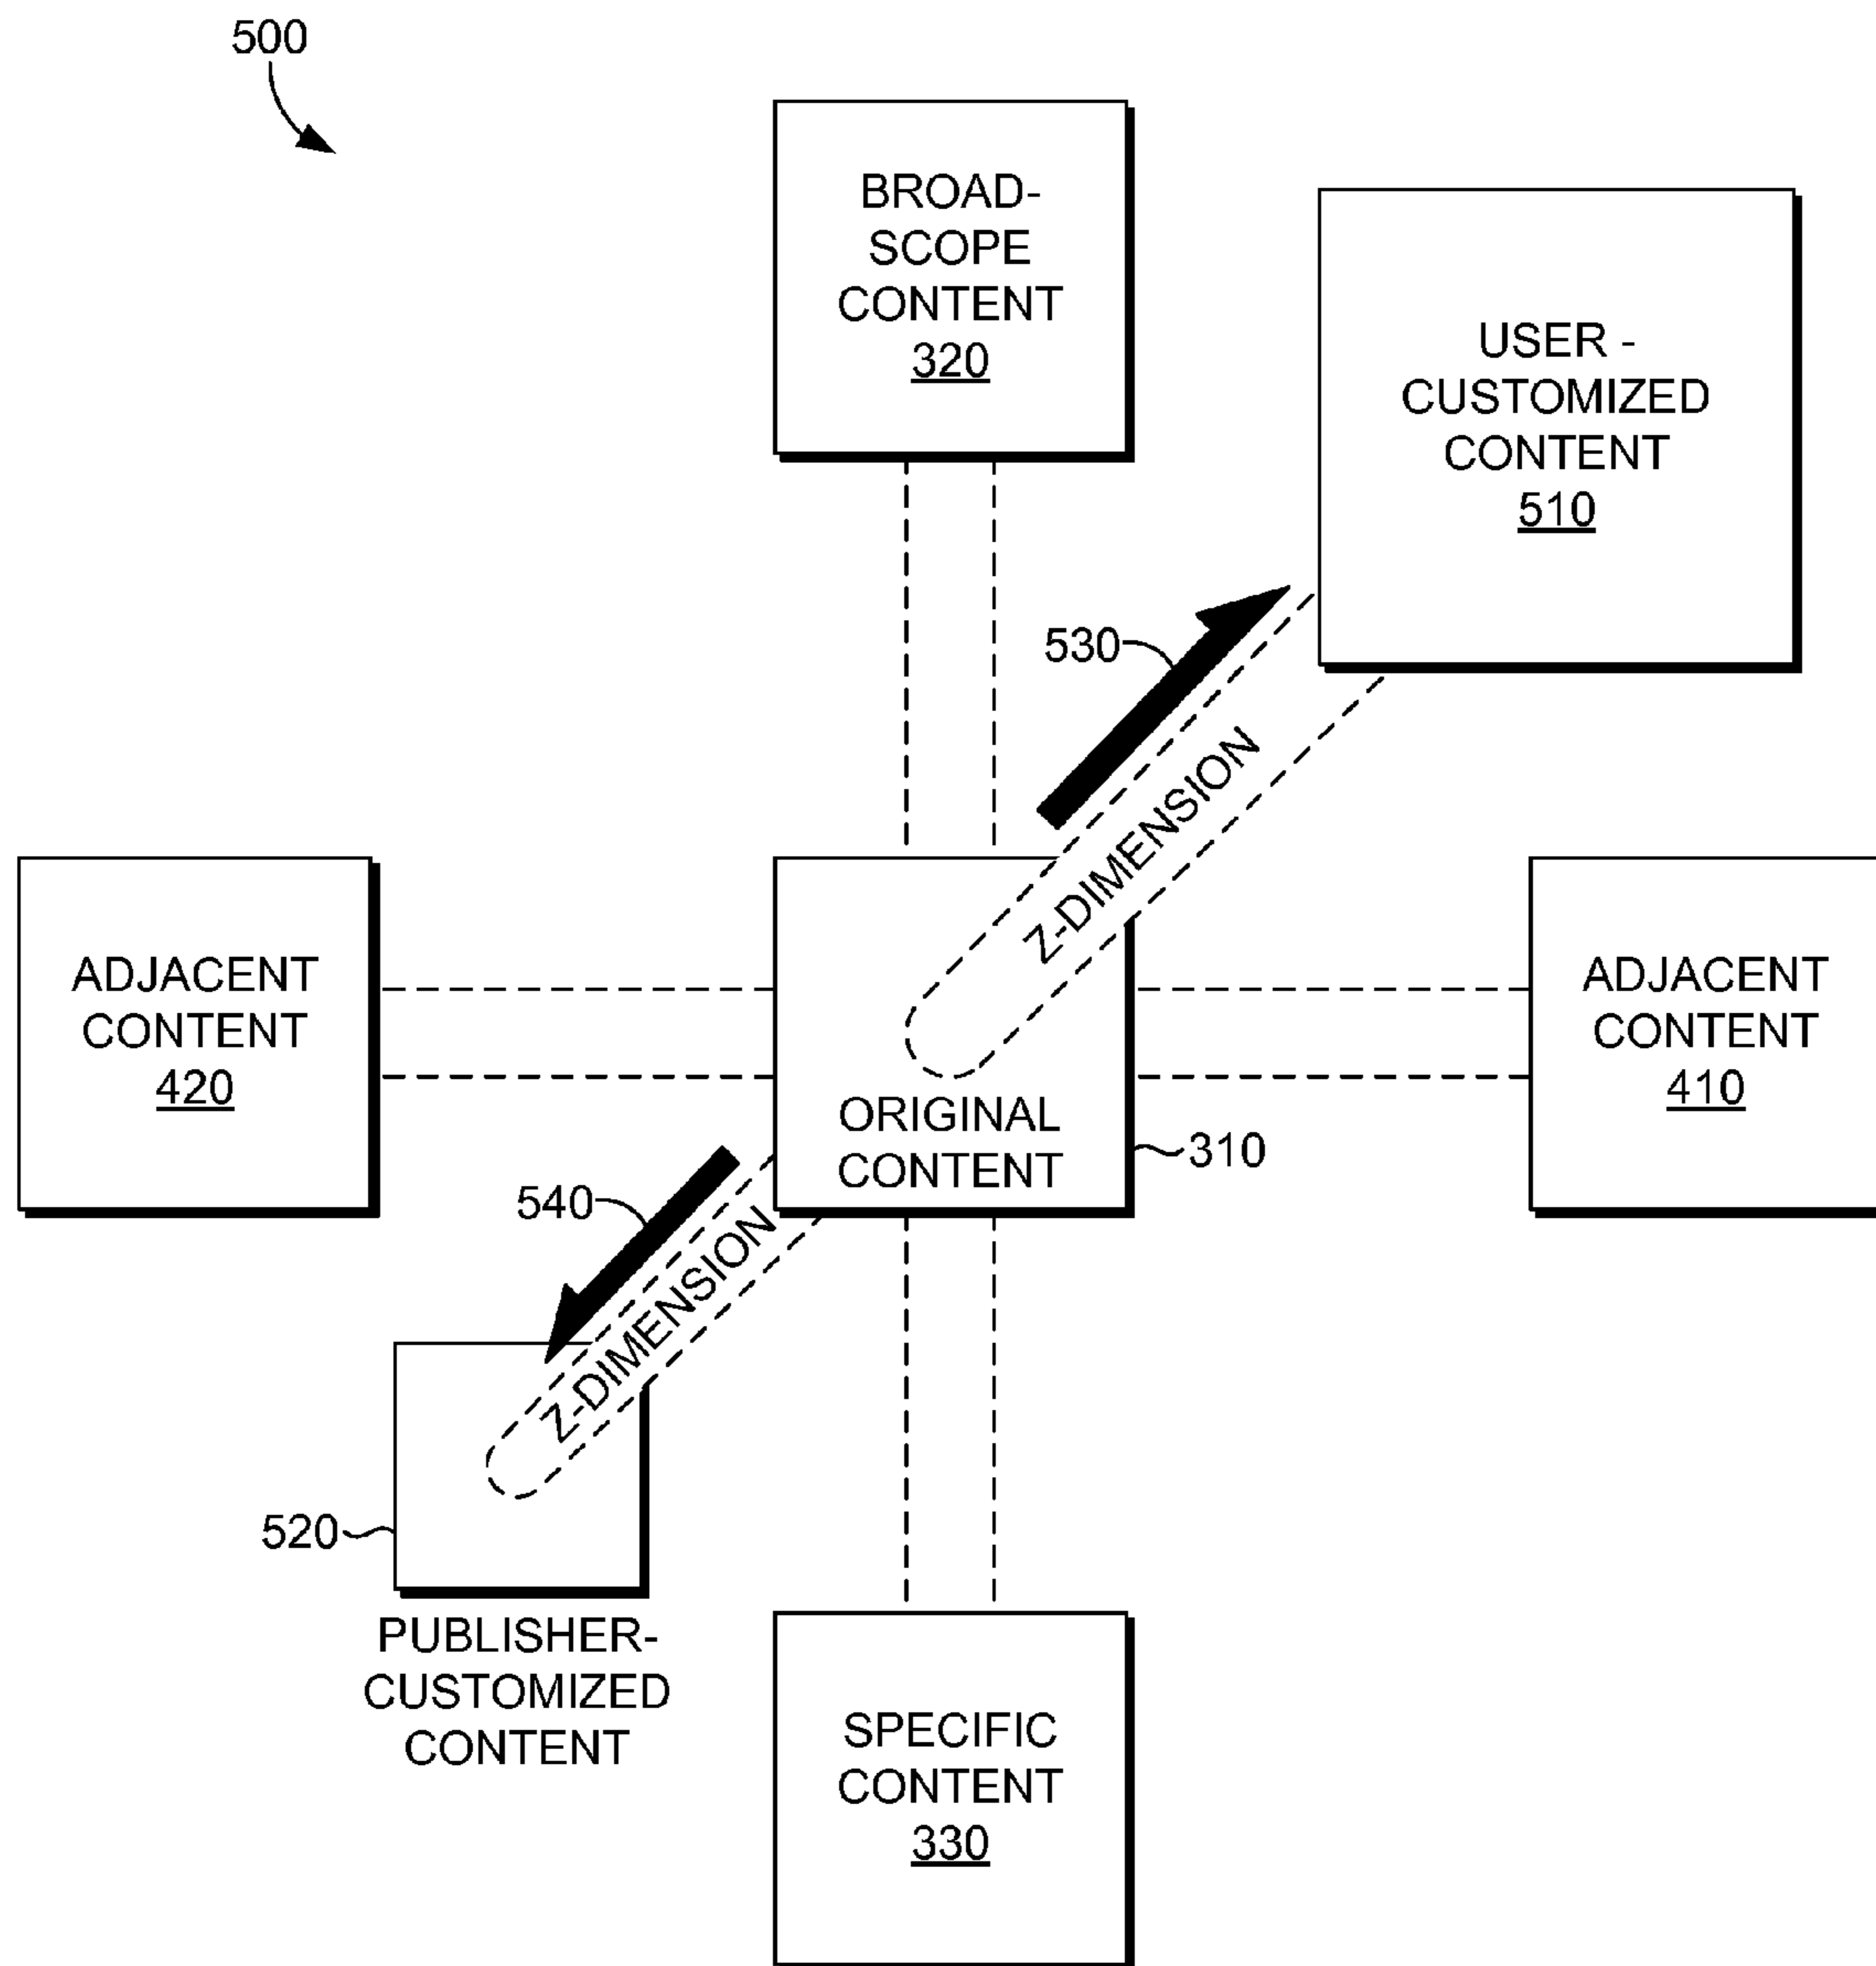 500
BROAD-
SCOPE
CONTENT
320
USER -
CUSTOMIZED
CONTENT
510
530
Z-DIMENSION
ADJACENT
CONTENT
420
ORIGINAL
CONTENT
310
ADJACENT
CONTENT
410
540
Z-DIMENSION
520
PUBLISHER-
CUSTOMIZED
CONTENT
SPECIFIC
CONTENT
330